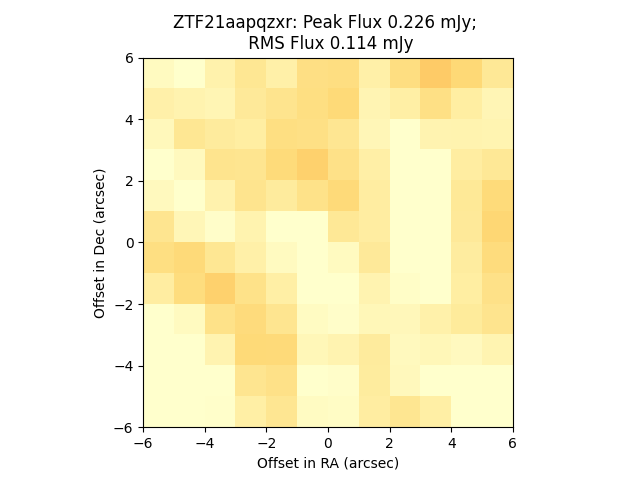 ZTF21aapqzxr: Peak Flux 0.226 mJy;
RMS Flux 0.114 mJy
6
4
2
0
−2
−4
−6
Offset in Dec (arcsec)
−6 −4 −2 0 2 4 6
Offset in RA (arcsec)